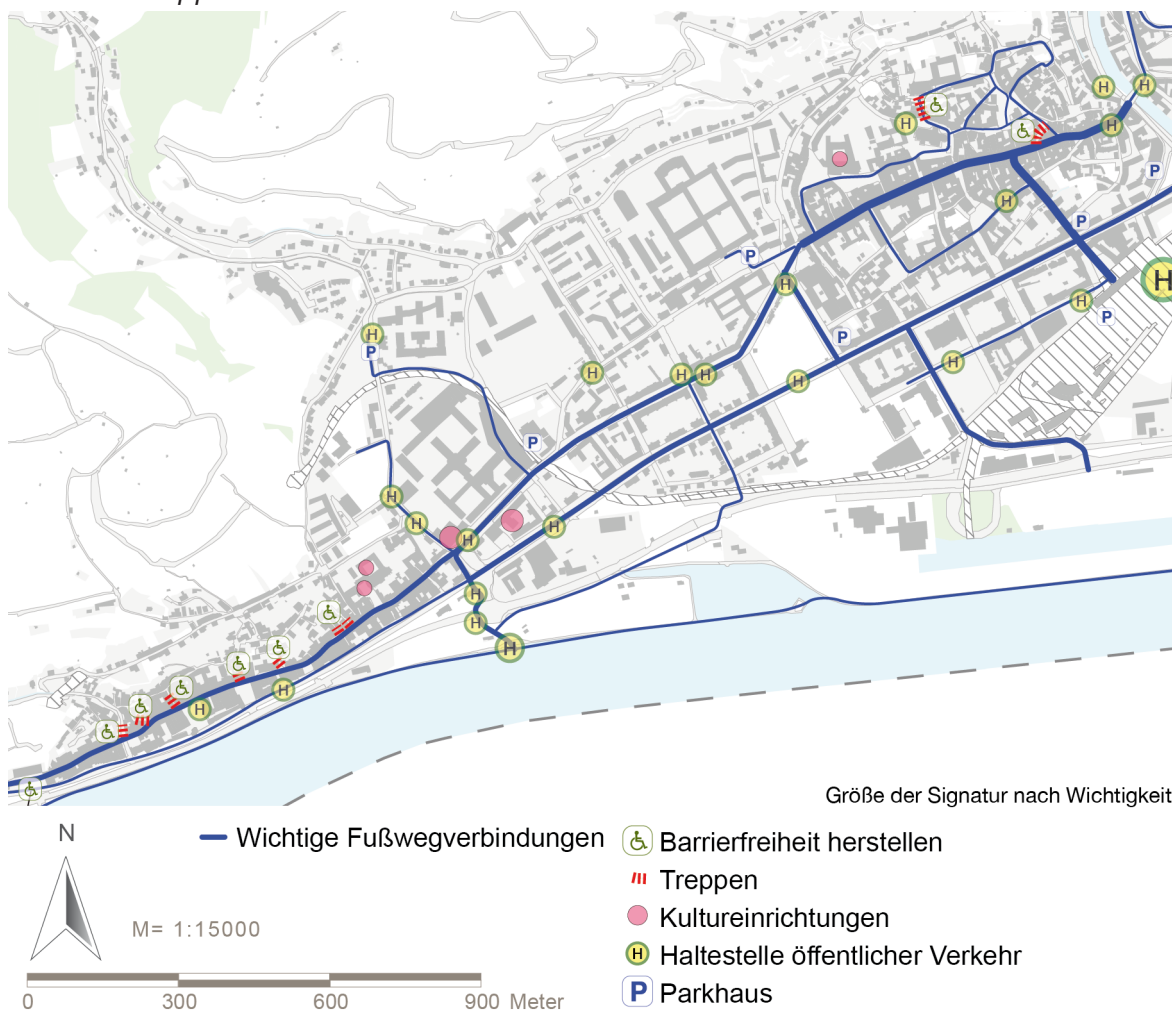 H
H
H
H
H
P
H
P
P
H
H
H
P
P
H
P
H
H
H
H
H
P
H
H
H
H
H
H
H
H
H
Größe der Signatur nach Wichtigkeit
N
Wichtige Fußwegverbindungen
Barrierfreiheit herstellen
Treppen
M= 1:15000
Kultureinrichtungen
H Haltestelle öffentlicher Verkehr
P Parkhaus
0 300 600 900 Meter